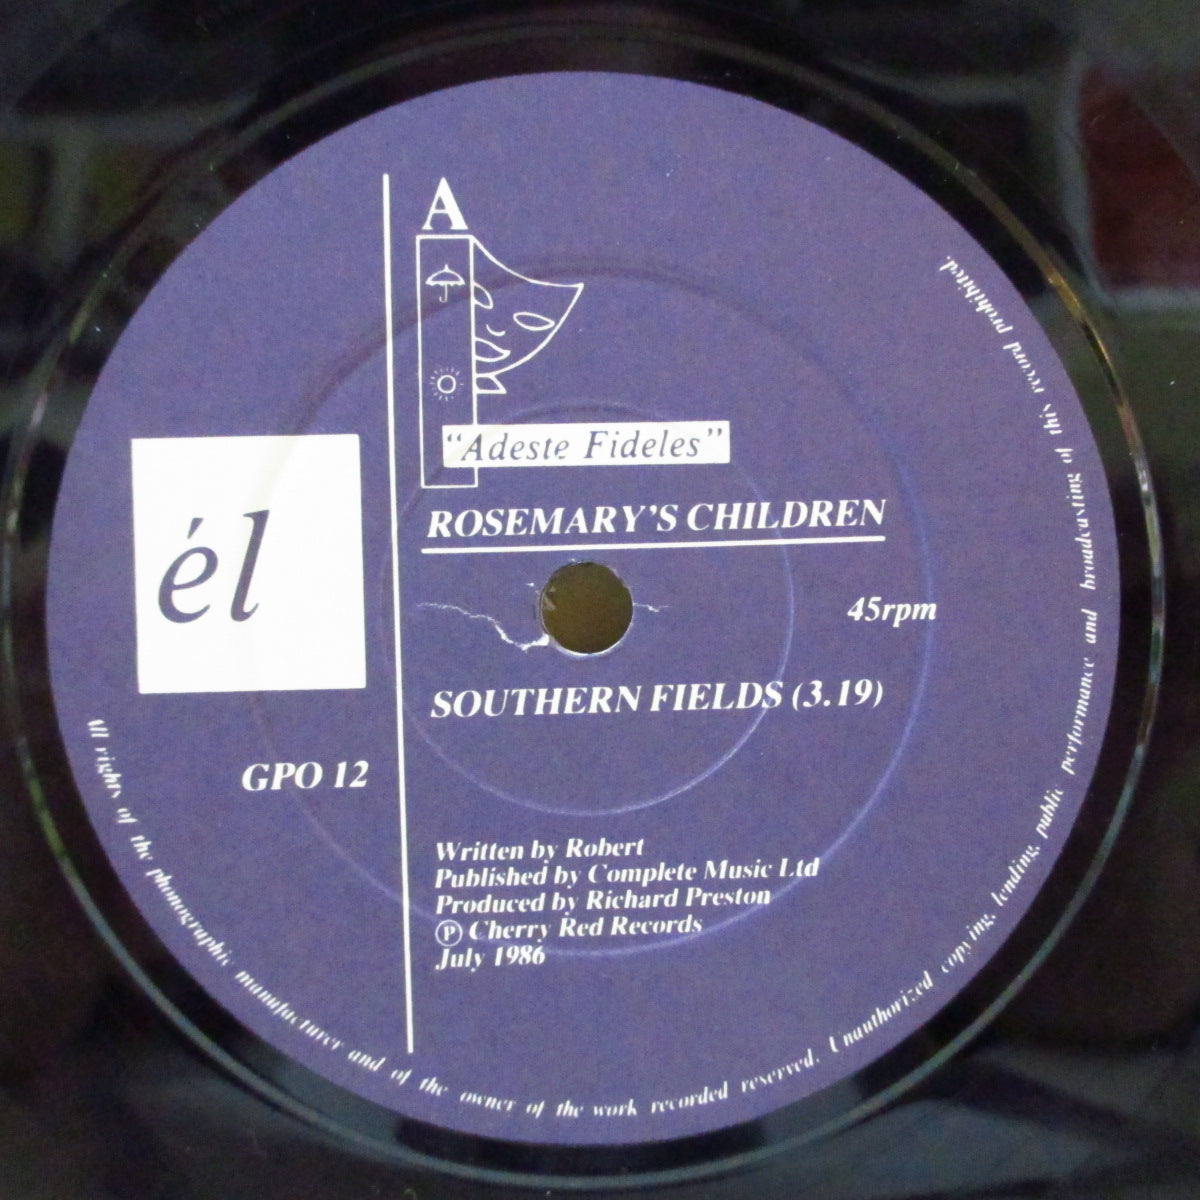 A
"Adeste Fideles"
él
ROSEMARY'S CHILDREN
45rpm
SOUTHERN FIELDS (3.19)
GPO 12
Written by Robert
Published by Complete Music Ltd
Produced by Richard Preston
Ⓟ Cherry Red Records
July 1986
All rights of the phonographic manufacturer and of the owner of the work recorded reserved. Unauthorized copying, lending, public performance and broadcasting of this record prohibited.